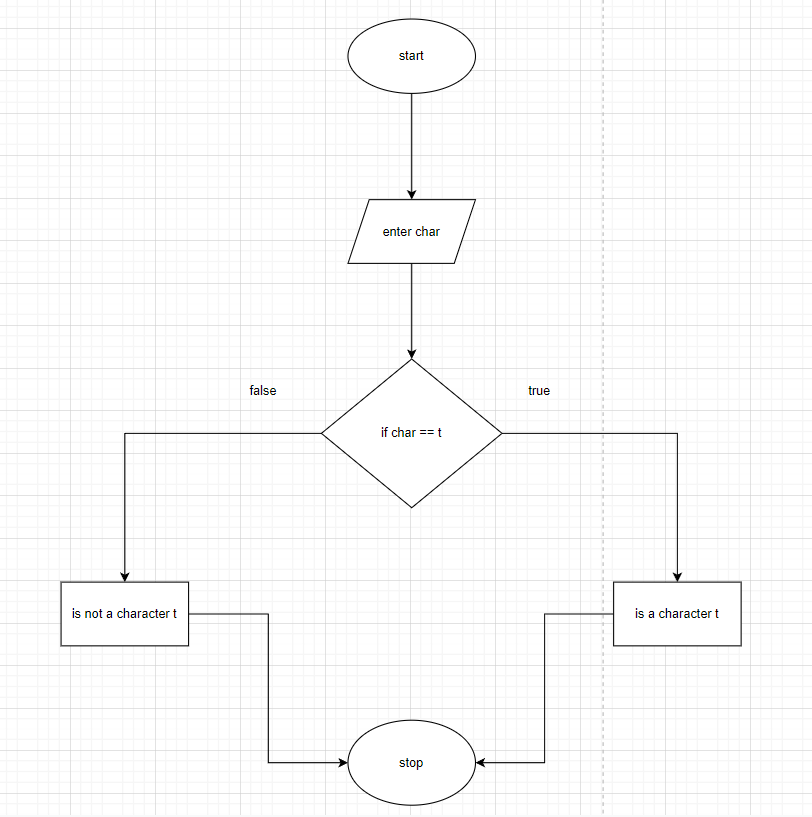 start
enter char
false
true
if char == t
is not a character t
is a character t
stop